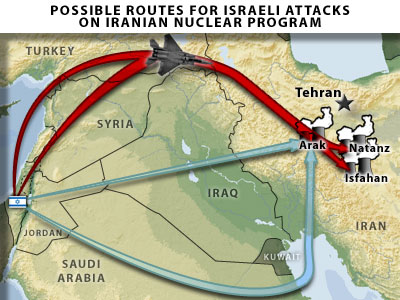 POSSIBLE ROUTES FOR ISRAELI ATTACKS
ON IRANIAN NUCLEAR PROGRAM
TURKEY
Tehran
SYRIA
Arak
Natanz
Isfahan
IRAQ
IRAN
JORDAN
KUWAIT
SAUDI
ARABIA